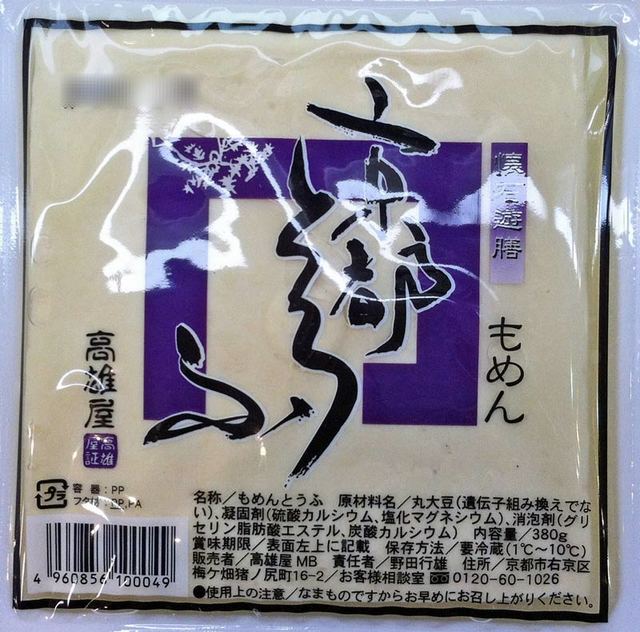 京都
とうふ
懐石遊膳
もめん
高雄屋
高雄
屋証
プラ
容 器：PP
フタ材：PP,PA
4 960856 100049
名称／もめんとうふ 原材料名／丸大豆(遺伝子組み換えでな
い)、凝固剤(硫酸カルシウム、塩化マグネシウム)、消泡剤(グリ
セリン脂肪酸エステル、炭酸カルシウム) 内容量／380g
賞味期限／表面左上に記載 保存方法／要冷蔵(1℃〜10℃)
販売者／高雄屋 MB 責任者／野田行雄 住所／京都市右京区
梅ケ畑猪ノ尻町16-2／お客様相談室 0120-60-1026
●使用上の注意／なまものですからお早めにお召し上がりください。